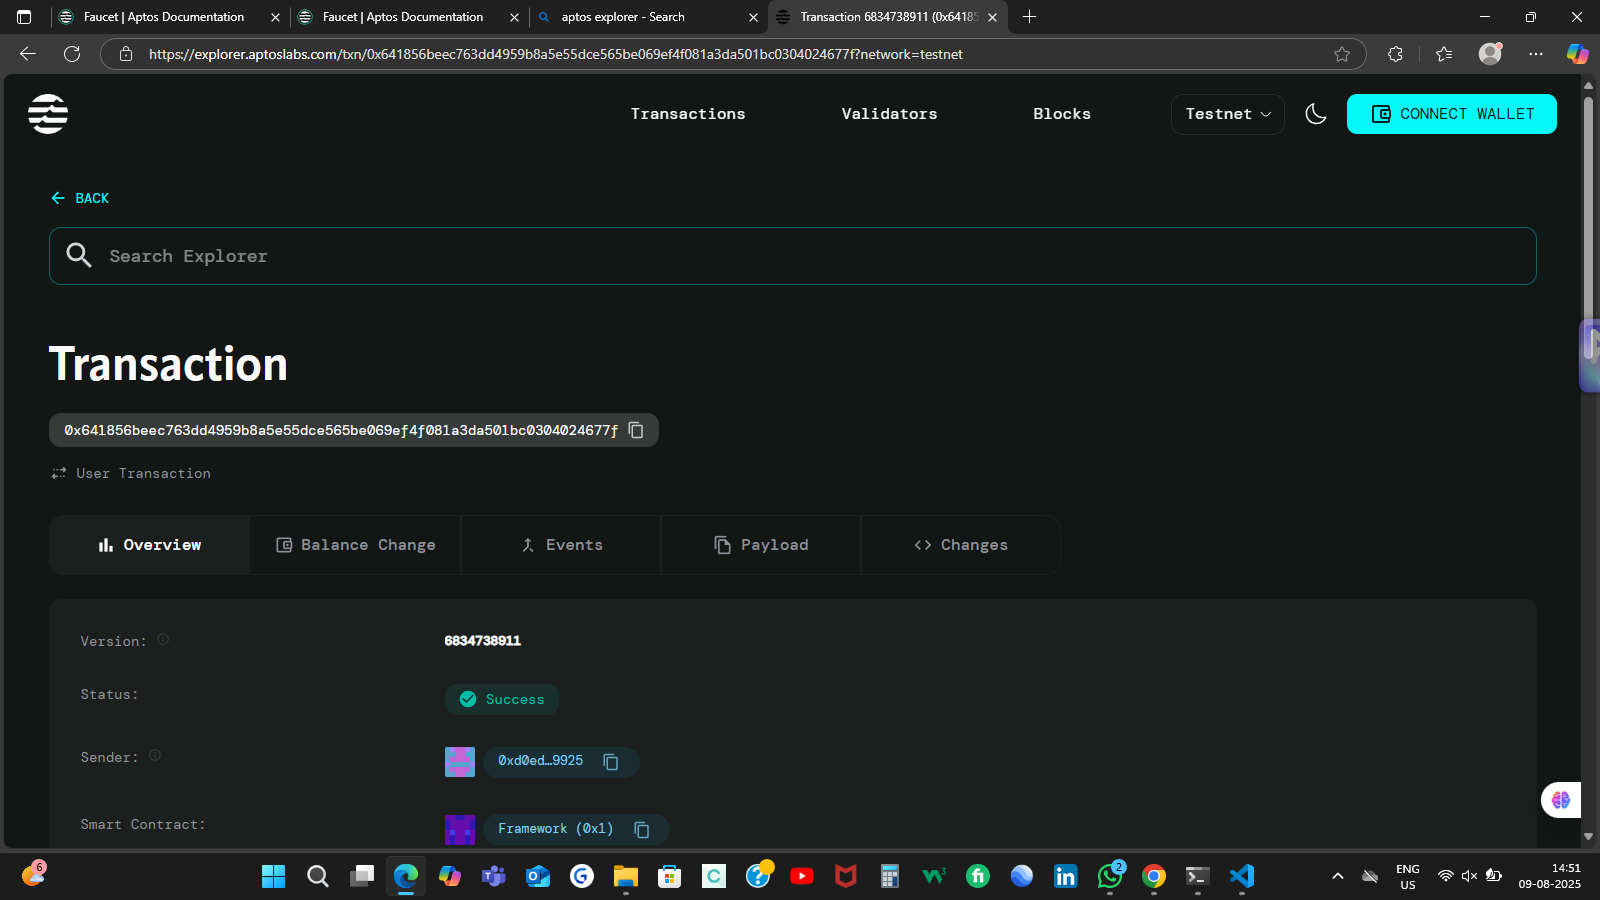 Faucet | Aptos Documentation
Faucet | Aptos Documentation
aptos explorer - Search
Transaction 6834738911 (0x64185
https://explorer.aptoslabs.com/txn/0x641856beec763dd4959b8a5e55dce565be069ef4f081a3da501bc0304024677f?network=testnet
Transactions
Validators
Blocks
Testnet
CONNECT WALLET
BACK
Search Explorer
Transaction
0x641856beec763dd4959b8a5e55dce565be069ef4f081a3da501bc0304024677f
User Transaction
Overview
Balance Change
Events
Payload
Changes
Version:
6834738911
Status:
Success
Sender:
0xd0ed…9925
Smart Contract:
Framework (0x1)
6
2
ENG
US
14:51
09-08-2025